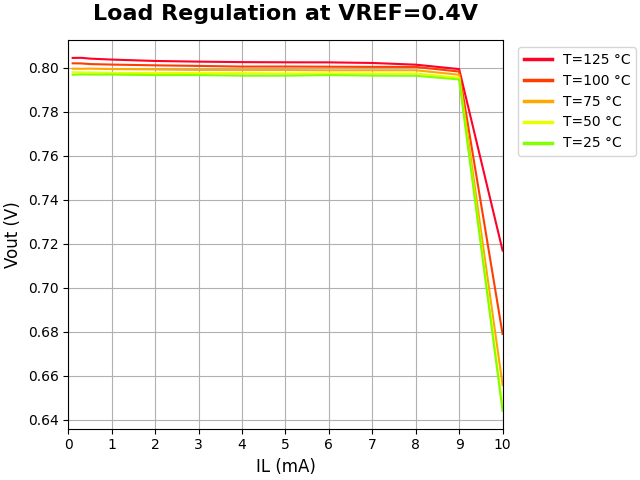 Load Regulation at VREF=0.4V
Vout (V)
0.80
0.78
0.76
0.74
0.72
0.70
0.68
0.66
0.64
0 1 2 3 4 5 6 7 8 9 10
IL (mA)
T=125 °C
T=100 °C
T=75 °C
T=50 °C
T=25 °C